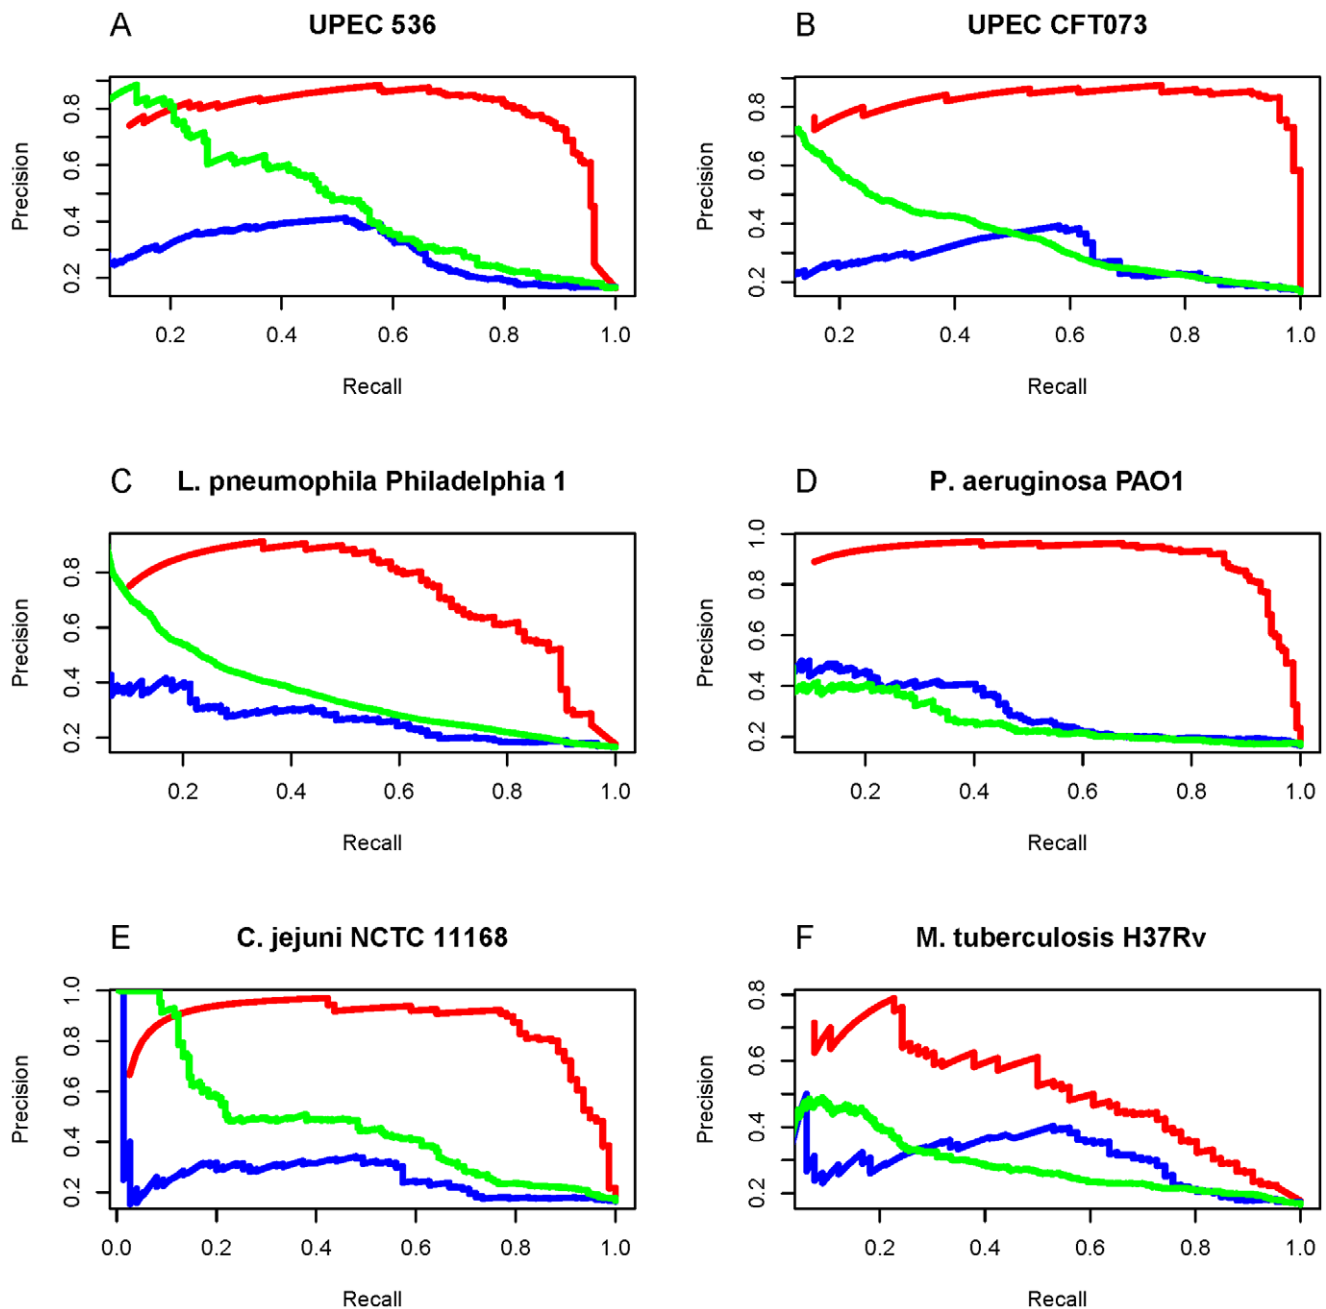 A UPEC 536
Precision
0.2 0.4 0.6 0.8
0.2 0.4 0.6 0.8 1.0
Recall
B UPEC CFT073
Precision
0.2 0.4 0.6 0.8
0.2 0.4 0.6 0.8 1.0
Recall
C L. pneumophila Philadelphia 1
Precision
0.2 0.4 0.6 0.8
0.2 0.4 0.6 0.8 1.0
Recall
D P. aeruginosa PAO1
Precision
0.2 0.4 0.6 0.8 1.0
0.2 0.4 0.6 0.8 1.0
Recall
E C. jejuni NCTC 11168
Precision
0.2 0.4 0.6 0.8 1.0
0.0 0.2 0.4 0.6 0.8 1.0
Recall
F M. tuberculosis H37Rv
Precision
0.2 0.4 0.6 0.8
0.2 0.4 0.6 0.8 1.0
Recall